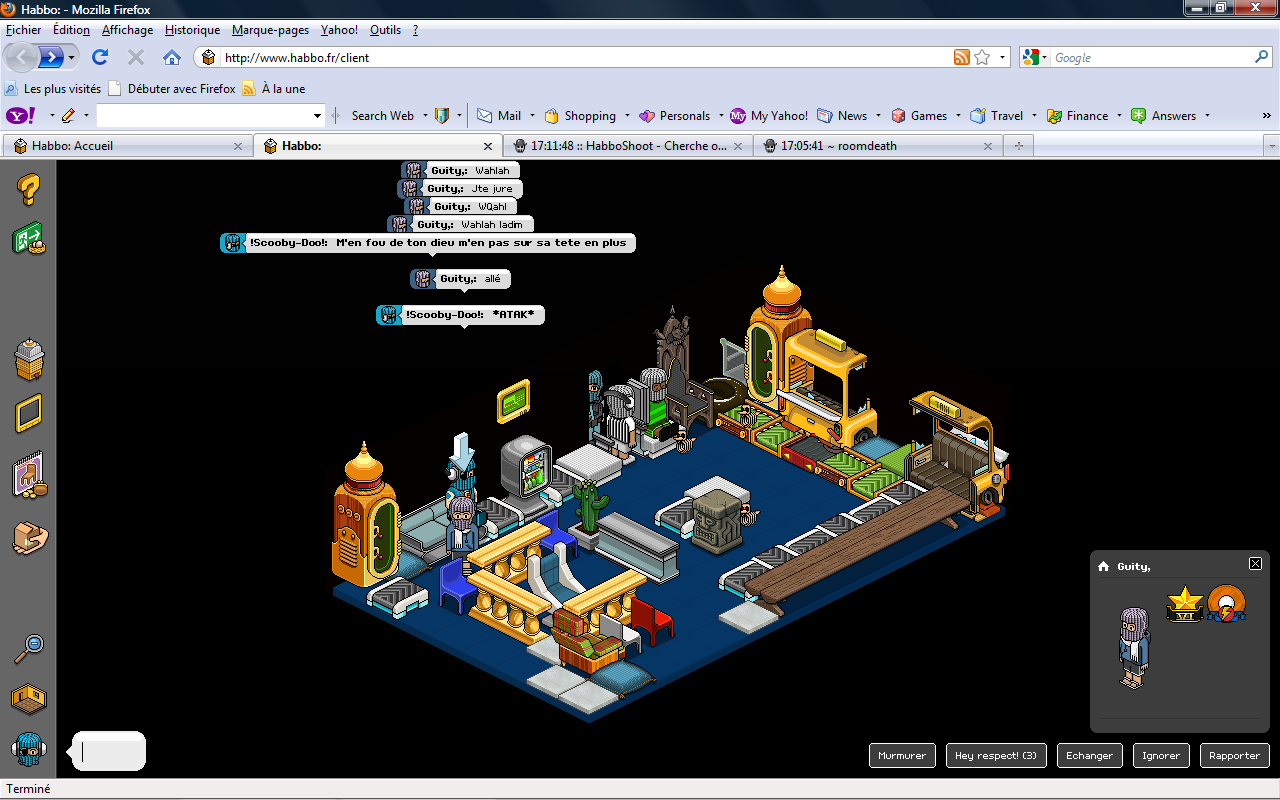 Habbo: - Mozilla Firefox
Fichier Édition Affichage Historique Marque-pages Yahoo! Outils ?
http://www.habbo.fr/client
Google
Les plus visités Débuter avec Firefox À la une
Y! Search Web Mail Shopping Personals My My Yahoo! News Games Travel Finance Answers »
Habbo: Accueil
Habbo:
17:11:48 :: HabboShoot - Cherche o...
17:05:41 ~ roomdeath
Guity,: Wahlah
Guity,: Jte jure
Guity,: WQahl
Guity,: Wahlah ladim
!Scooby-Doo!: M'en fou de ton dieu m'en pas sur sa tete en plus
Guity,: allé
!Scooby-Doo!: *ATAK*
TAXI
Guity,
VI
Murmurer
Hey respect! (3)
Echanger
Ignorer
Rapporter
Terminé